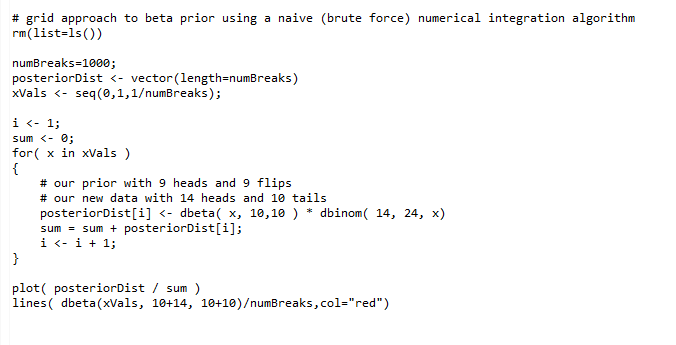 # grid approach to beta prior using a naive (brute force) numerical integration algorithm
rm(list=ls())
numBreaks=1000;
posteriorDist <- vector(length=numBreaks)
xVals <- seq(0,1,1/numBreaks);
i <- 1;
sum <- 0;
for( x in xVals )
{
# our prior with 9 heads and 9 flips
# our new data with 14 heads and 10 tails
posteriorDist[i] <- dbeta( x, 10,10 ) * dbinom( 14, 24, x)
sum = sum + posteriorDist[i];
i <- i + 1;
}
plot( posteriorDist / sum )
lines( dbeta(xVals, 10+14, 10+10)/numBreaks,col="red")